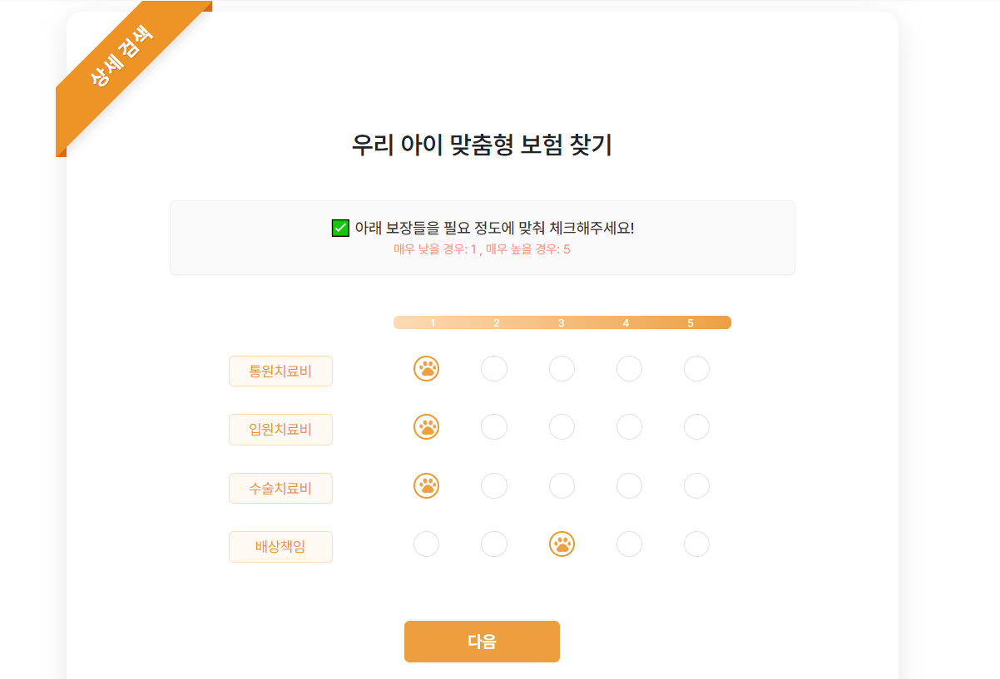 상세 검색
우리 아이 맞춤형 보험 찾기
✅ 아래 보장들을 필요 정도에 맞춰 체크해주세요!
매우 낮을 경우: 1 , 매우 높을 경우: 5
1 2 3 4 5
통원치료비
입원치료비
수술치료비
배상책임
다음